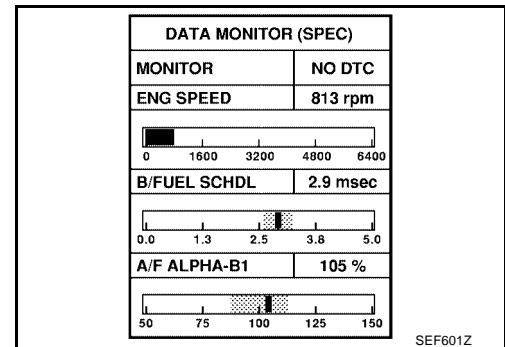 DATA MONITOR (SPEC)
MONITOR NO DTC
ENG SPEED 813 rpm
0 1600 3200 4800 6400
B/FUEL SCHDL 2.9 msec
0.0 1.3 2.5 3.8 5.0
A/F ALPHA-B1 105 %
50 75 100 125 150
SEF601Z